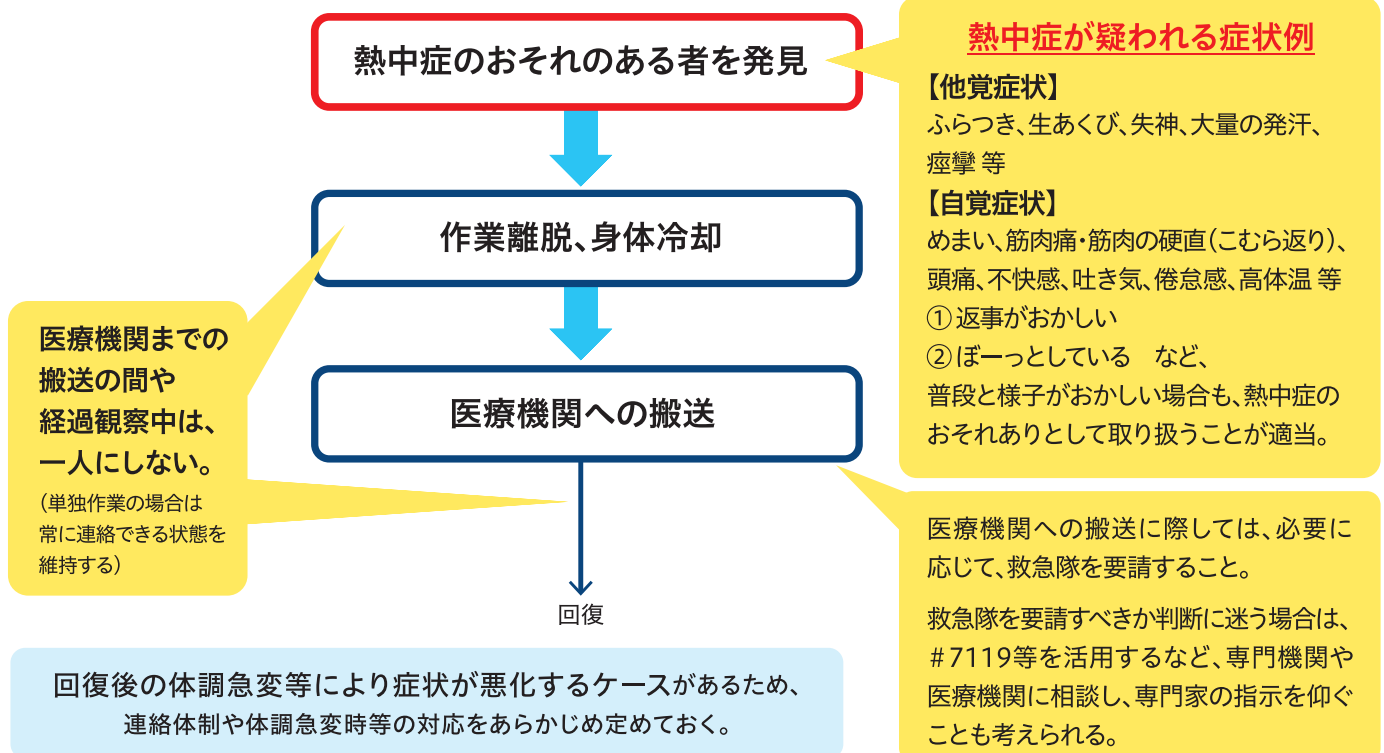 熱中症のおそれのある者を発見
熱中症が疑われる症状例
【他覚症状】
ふらつき、生あくび、失神、大量の発汗、
痙攣 等
【自覚症状】
めまい、筋肉痛・筋肉の硬直（こむら返り）、
頭痛、不快感、吐き気、倦怠感、高体温 等
①返事がおかしい
②ぼーっとしている　など、
普段と様子がおかしい場合も、熱中症の
おそれありとして取り扱うことが適当。
作業離脱、身体冷却
医療機関までの
搬送の間や
経過観察中は、
一人にしない。
（単独作業の場合は
常に連絡できる状態を
維持する）
医療機関への搬送
医療機関への搬送に際しては、必要に
応じて、救急隊を要請すること。
救急隊を要請すべきか判断に迷う場合は、
＃7119等を活用するなど、専門機関や
医療機関に相談し、専門家の指示を仰ぐ
ことも考えられる。
回復
回復後の体調急変等により症状が悪化するケースがあるため、
連絡体制や体調急変時等の対応をあらかじめ定めておく。